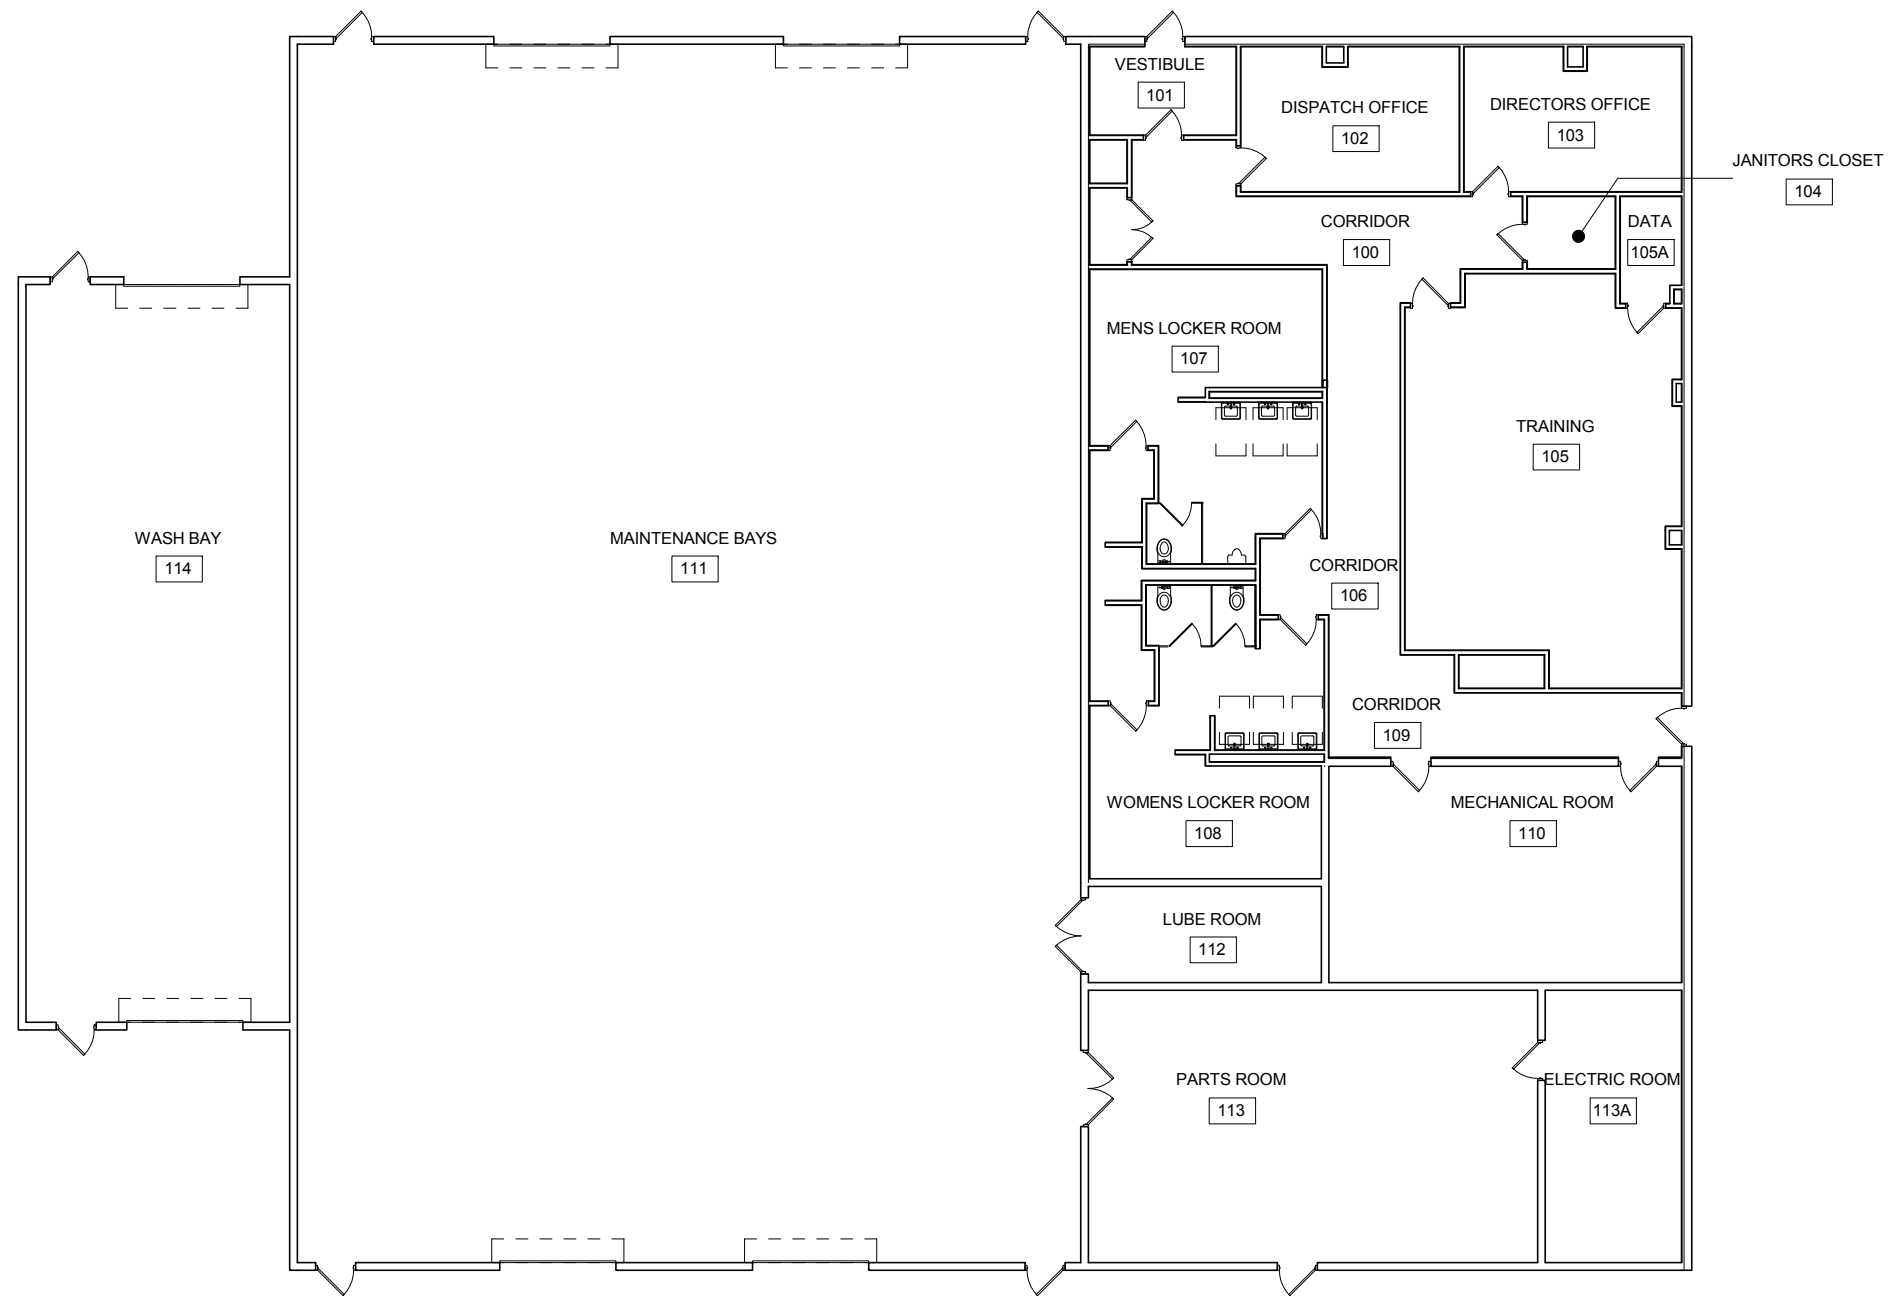 VESTIBULE
101
DISPATCH OFFICE
102
DIRECTORS OFFICE
103
JANITORS CLOSET
104
CORRIDOR
100
DATA
105A
MENS LOCKER ROOM
107
TRAINING
105
WASH BAY
114
MAINTENANCE BAYS
111
CORRIDOR
106
CORRIDOR
109
WOMENS LOCKER ROOM
108
MECHANICAL ROOM
110
LUBE ROOM
112
PARTS ROOM
113
ELECTRIC ROOM
113A